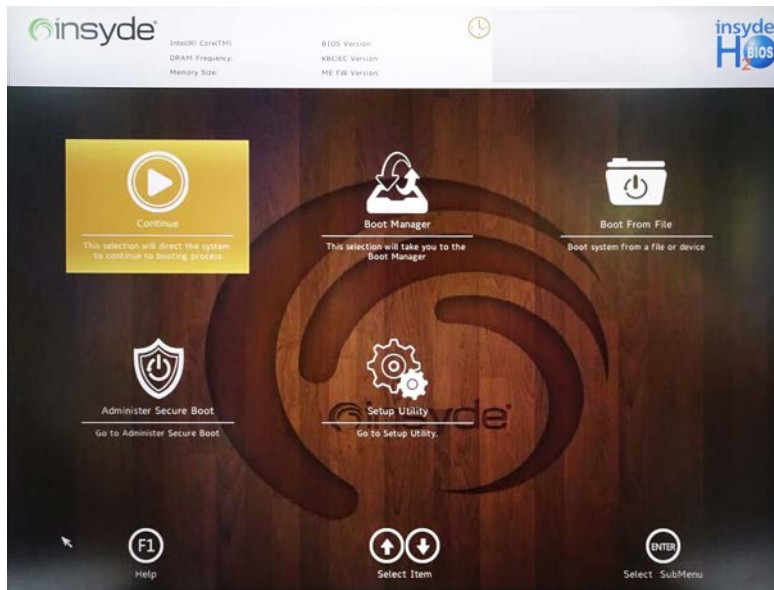 insyde
insyde
H2BIOS
Intel(R) Core(TM)
BIOS Version:
DRAM Frequency:
KBC/EC Version:
Memory Size:
ME FW Version:
Continue
This selection will direct the system
to continue to booting process
Boot Manager
This selection will take you to the
Boot Manager
Boot From File
Boot system from a file or device
Administer Secure Boot
Go to Administer Secure Boot
Setup Utility
Go to Setup Utility.
insyde
F1
Help
Select Item
ENTER
Select SubMenu